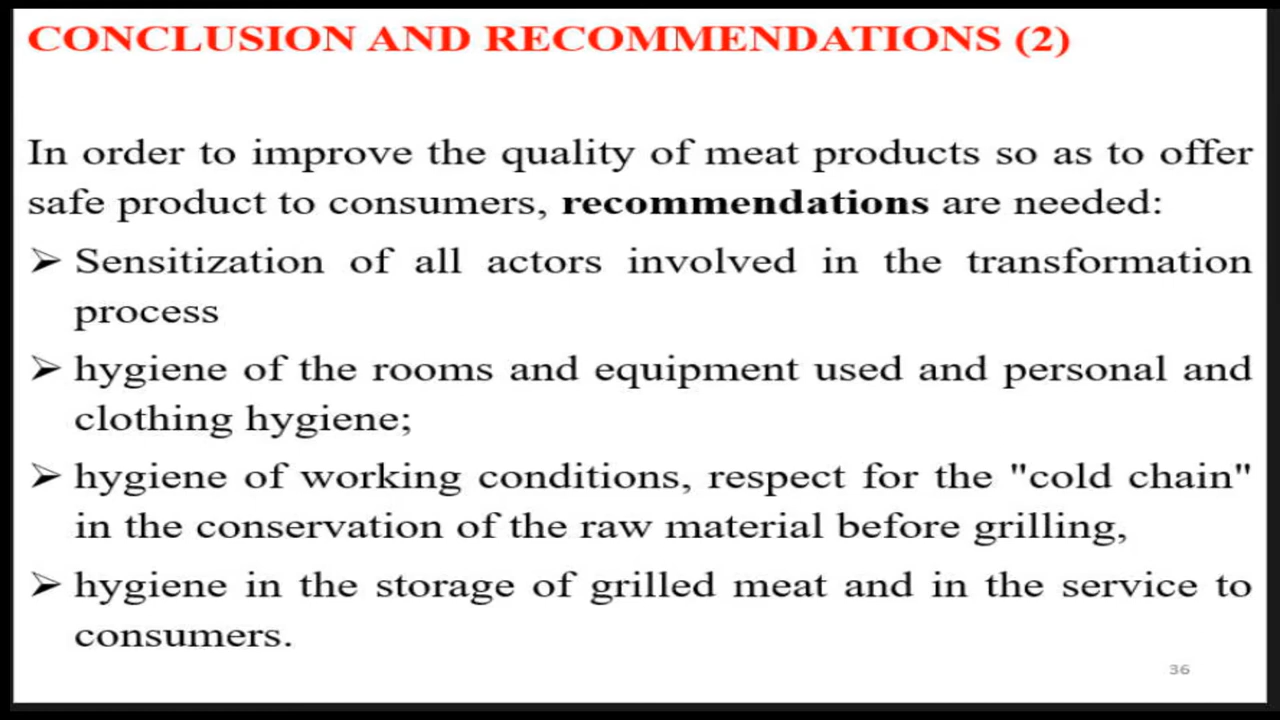 CONCLUSION AND RECOMMENDATIONS (2)
In order to improve the quality of meat products so as to offer
safe product to consumers, recommendations are needed:
➢ Sensitization of all actors involved in the transformation
process
➢ hygiene of the rooms and equipment used and personal and
clothing hygiene;
➢ hygiene of working conditions, respect for the "cold chain"
in the conservation of the raw material before grilling,
➢ hygiene in the storage of grilled meat and in the service to
consumers.
36